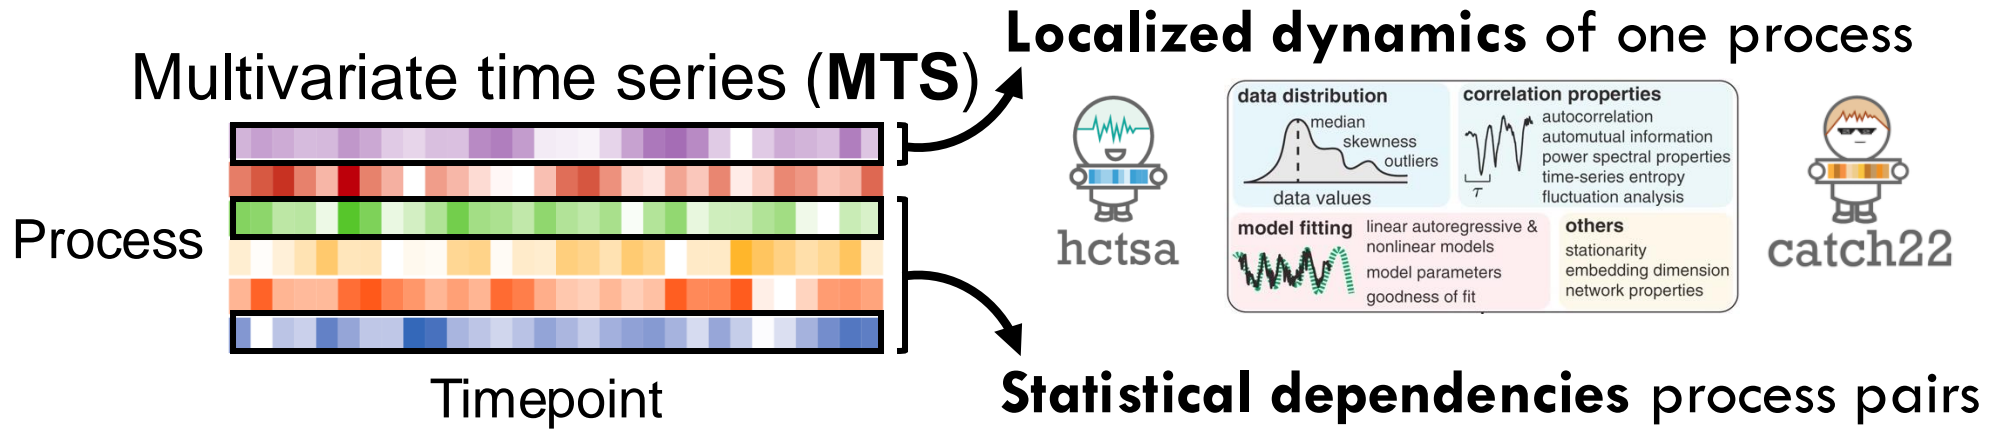 Multivariate time series (MTS)
Process
Timepoint
Localized dynamics of one process
hctsa
data distribution
median
skewness
outliers
data values
correlation properties
τ
autocorrelation
automutual information
power spectral properties
time-series entropy
fluctuation analysis
model fitting
linear autoregressive &
nonlinear models
model parameters
goodness of fit
others
stationarity
embedding dimension
network properties
catch22
Statistical dependencies process pairs